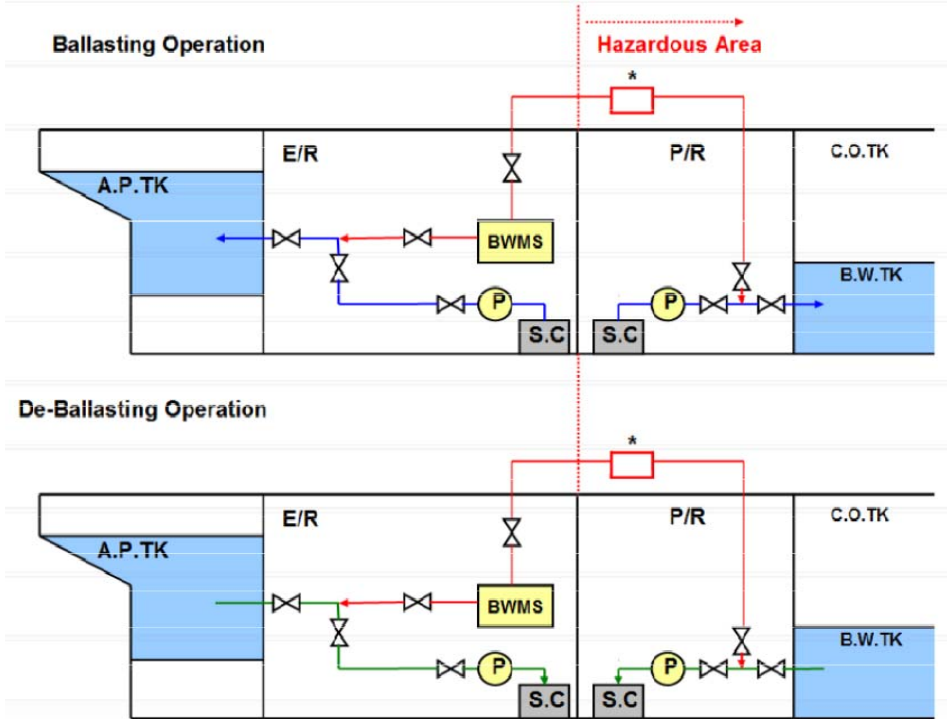 Ballasting Operation
Hazardous Area
*
E/R
P/R
C.O.TK
A.P.TK
BWMS
B.W.TK
P
P
S.C
S.C
De-Ballasting Operation
*
E/R
P/R
C.O.TK
A.P.TK
BWMS
B.W.TK
P
P
S.C
S.C